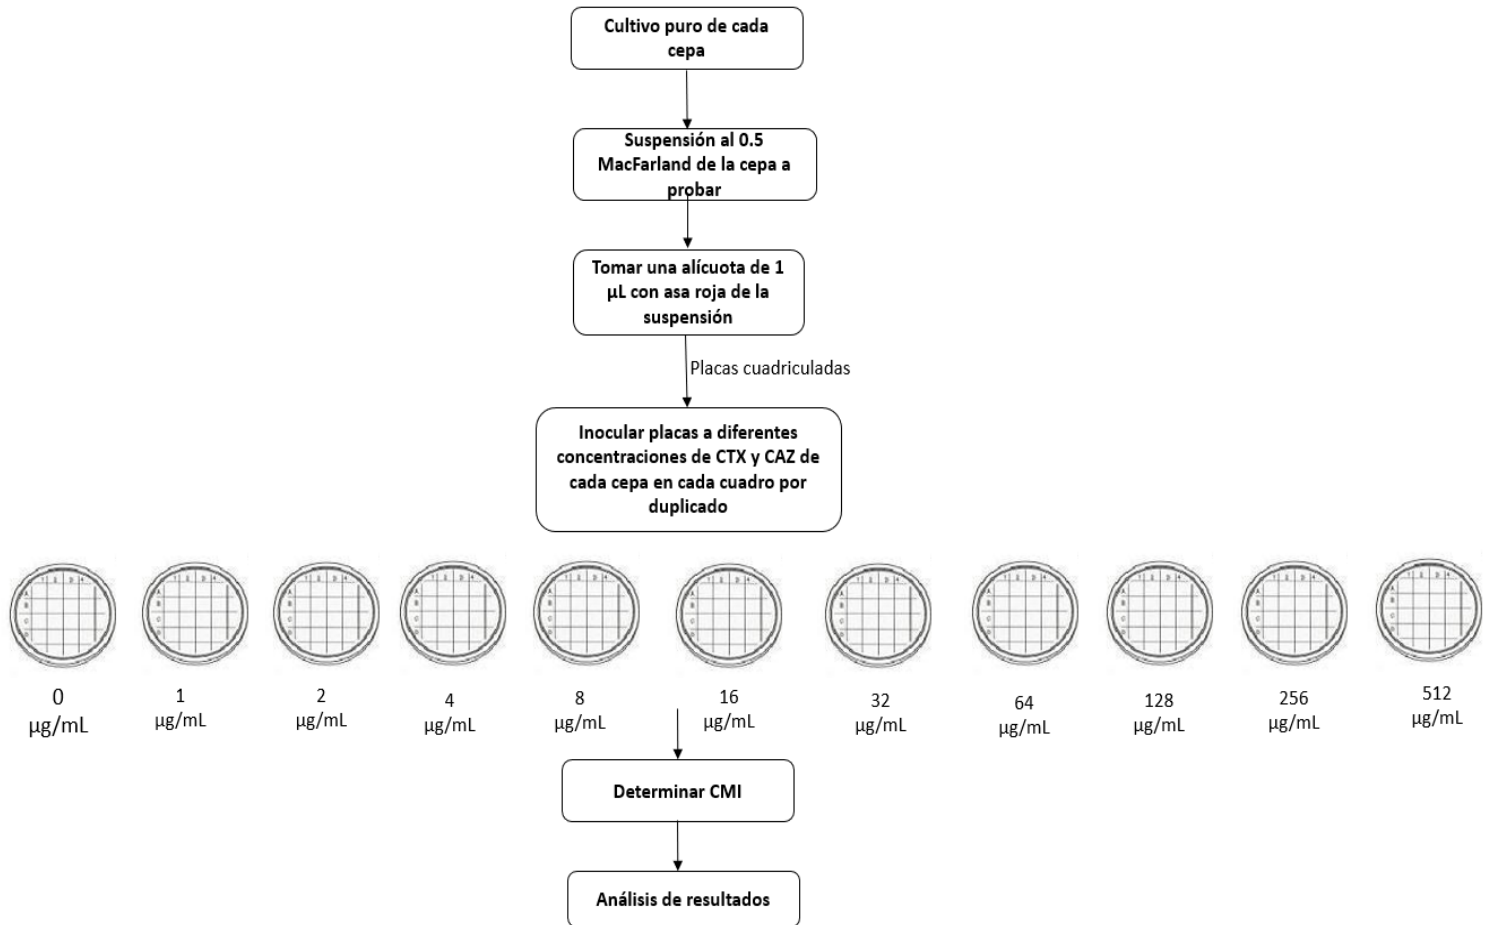 Cultivo puro de cada
cepa
Suspensión al 0.5
MacFarland de la cepa a
probar
Tomar una alícuota de 1
µL con asa roja de la
suspensión
Placas cuadriculadas
Inocular placas a diferentes
concentraciones de CTX y CAZ de
cada cepa en cada cuadro por
duplicado
0
µg/mL
1
µg/mL
2
µg/mL
4
µg/mL
8
µg/mL
16
µg/mL
32
µg/mL
64
µg/mL
128
µg/mL
256
µg/mL
512
µg/mL
Determinar CMI
Análisis de resultados